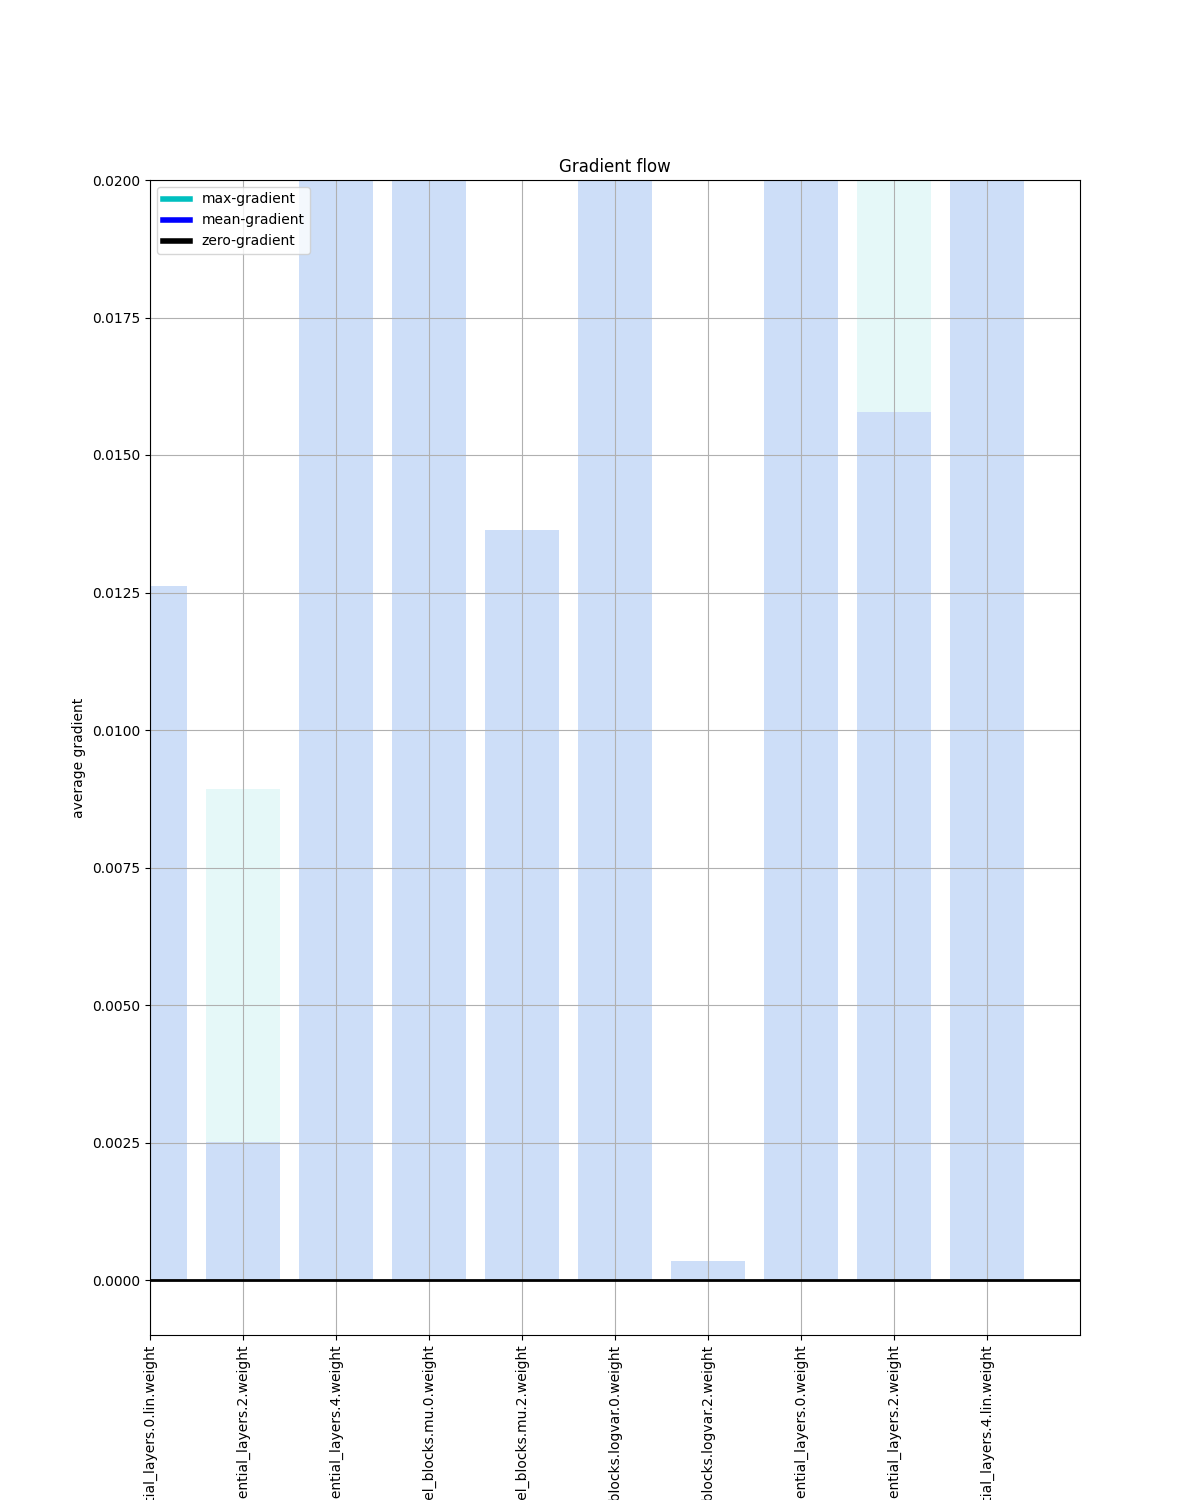 Gradient flow
max-gradient
mean-gradient
zero-gradient
0.0200
0.0175
0.0150
0.0125
0.0100
0.0075
0.0050
0.0025
0.0000
average gradient
tial_layers.0.lin.weight
ential_layers.2.weight
ential_layers.4.weight
el_blocks.mu.0.weight
el_blocks.mu.2.weight
blocks.logvar.0.weight
blocks.logvar.2.weight
ential_layers.0.weight
ential_layers.2.weight
tial_layers.4.lin.weight